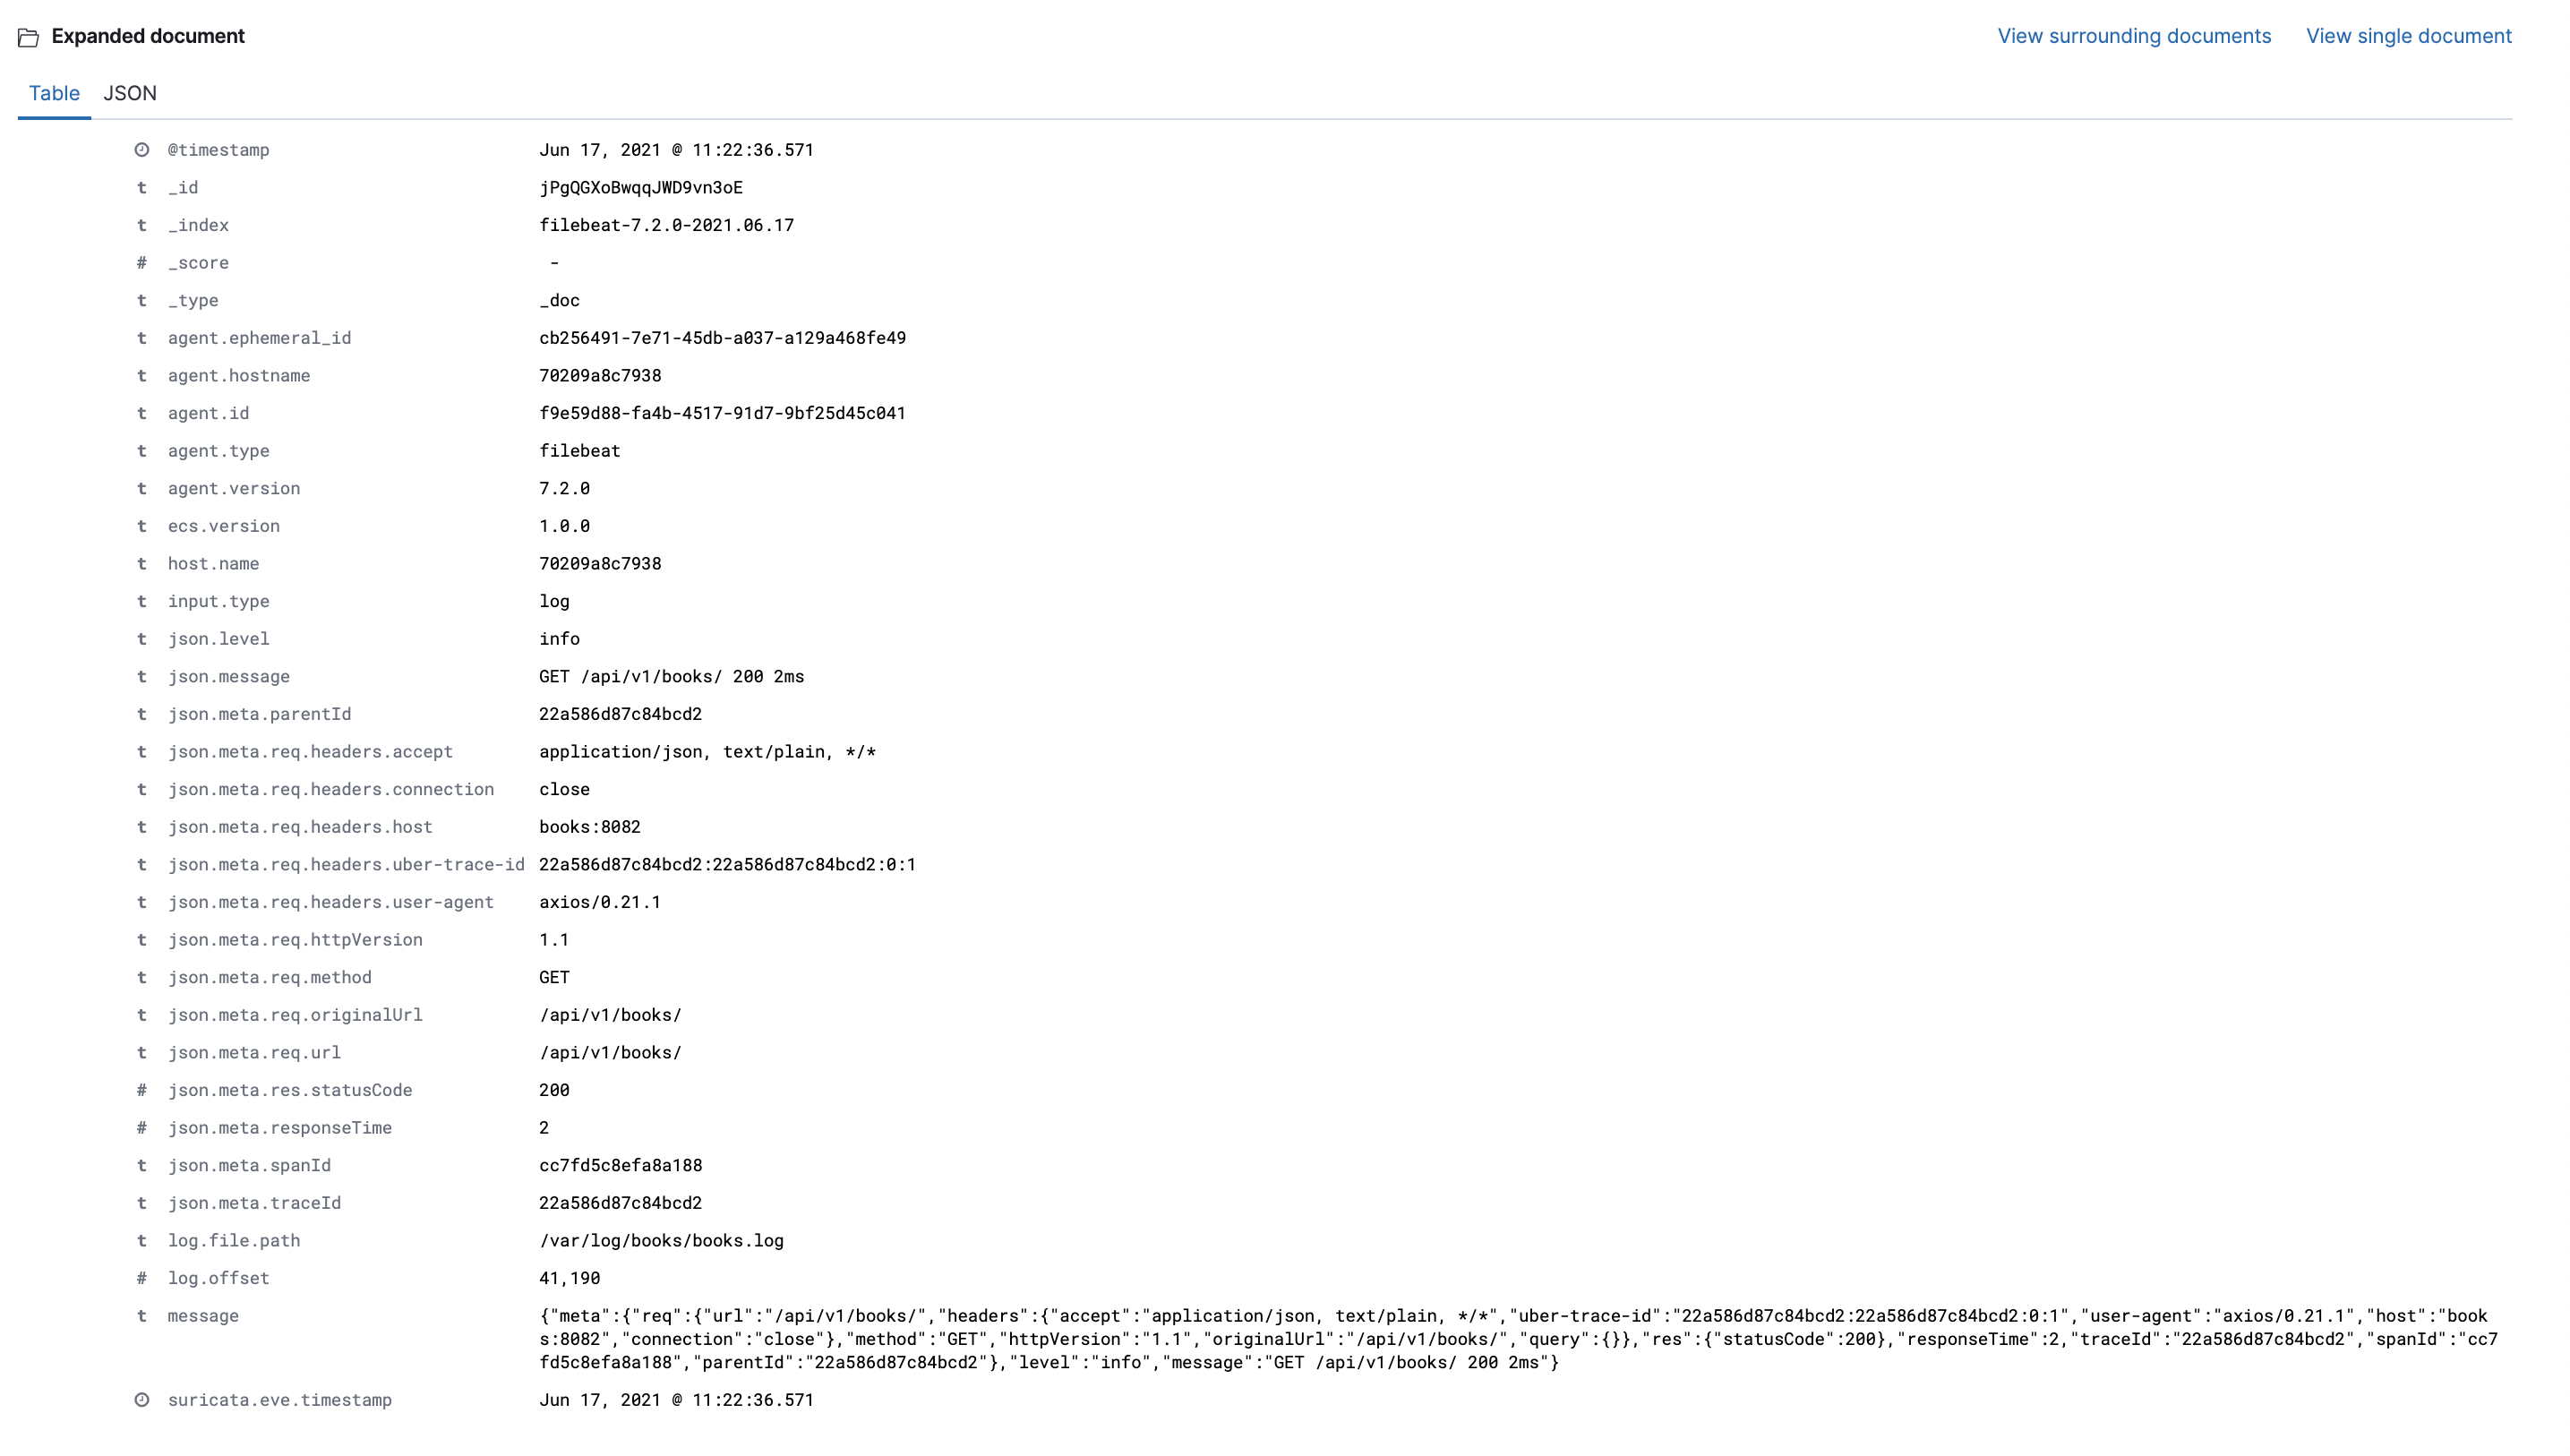 Expanded document
View surrounding documents View single document
Table JSON
@timestamp Jun 17, 2021 @ 11:22:36.571
t _id jPgQGXoBwqqJWD9vn3oE
t _index filebeat-7.2.0-2021.06.17
# _score -
t _type _doc
t agent.ephemeral_id cb256491-7e71-45db-a037-a129a468fe49
t agent.hostname 70209a8c7938
t agent.id f9e59d88-fa4b-4517-91d7-9bf25d45c041
t agent.type filebeat
t agent.version 7.2.0
t ecs.version 1.0.0
t host.name 70209a8c7938
t input.type log
t json.level info
t json.message GET /api/v1/books/ 200 2ms
t json.meta.parentId 22a586d87c84bcd2
t json.meta.req.headers.accept application/json, text/plain, */*
t json.meta.req.headers.connection close
t json.meta.req.headers.host books:8082
t json.meta.req.headers.uber-trace-id 22a586d87c84bcd2:22a586d87c84bcd2:0:1
t json.meta.req.headers.user-agent axios/0.21.1
t json.meta.req.httpVersion 1.1
t json.meta.req.method GET
t json.meta.req.originalUrl /api/v1/books/
t json.meta.req.url /api/v1/books/
# json.meta.res.statusCode 200
# json.meta.responseTime 2
t json.meta.spanId cc7fd5c8efa8a188
t json.meta.traceId 22a586d87c84bcd2
t log.file.path /var/log/books/books.log
# log.offset 41,190
t message {"meta":{"req":{"url":"/api/v1/books/","headers":{"accept":"application/json, text/plain, */*","uber-trace-id":"22a586d87c84bcd2:22a586d87c84bcd2:0:1","user-agent":"axios/0.21.1","host":"book
s:8082","connection":"close"},"method":"GET","httpVersion":"1.1","originalUrl":"/api/v1/books/","query":{}},"res":{"statusCode":200},"responseTime":2,"traceId":"22a586d87c84bcd2","spanId":"cc7
fd5c8efa8a188","parentId":"22a586d87c84bcd2"},"level":"info","message":"GET /api/v1/books/ 200 2ms"}
suricata.eve.timestamp Jun 17, 2021 @ 11:22:36.571